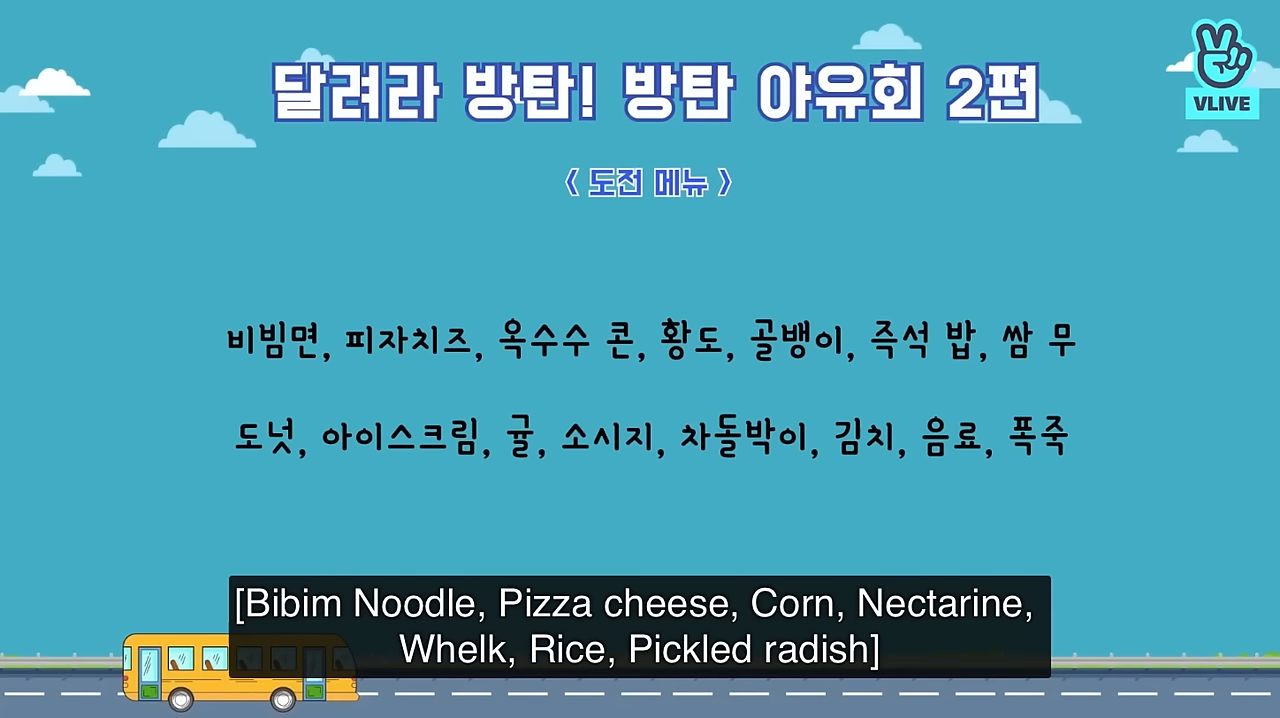 달려라 방탄! 방탄 야유회 2편
VLIVE
〈 도전 메뉴 〉
비빔면, 피자치즈, 옥수수 콘, 황도, 골뱅이, 즉석 밥, 쌈 무
도넛, 아이스크림, 귤, 소시지, 차돌박이, 김치, 음료, 폭죽
[Bibim Noodle, Pizza cheese, Corn, Nectarine,
Whelk, Rice, Pickled radish]